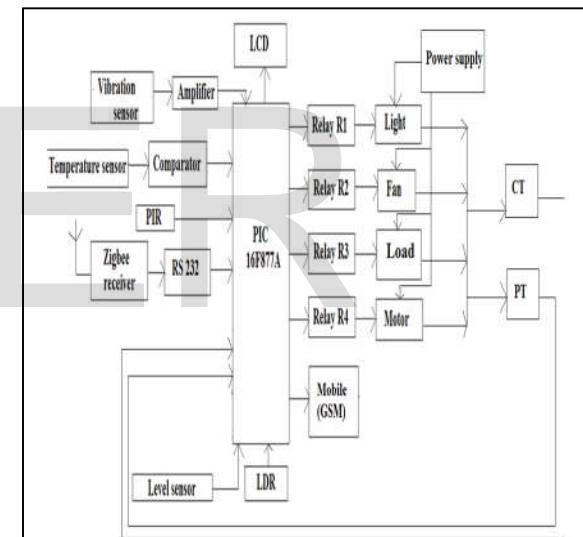 LCD
Power supply
Vibration
sensor
Amplifier
Relay R1
Light
Temperature sensor
Comparator
Relay R2
Fan
CT
PIR
PIC
16F877A
Zigbee
receiver
RS 232
Relay R3
Load
PT
Relay R4
Motor
Mobile
(GSM)
Level sensor
LDR
ER